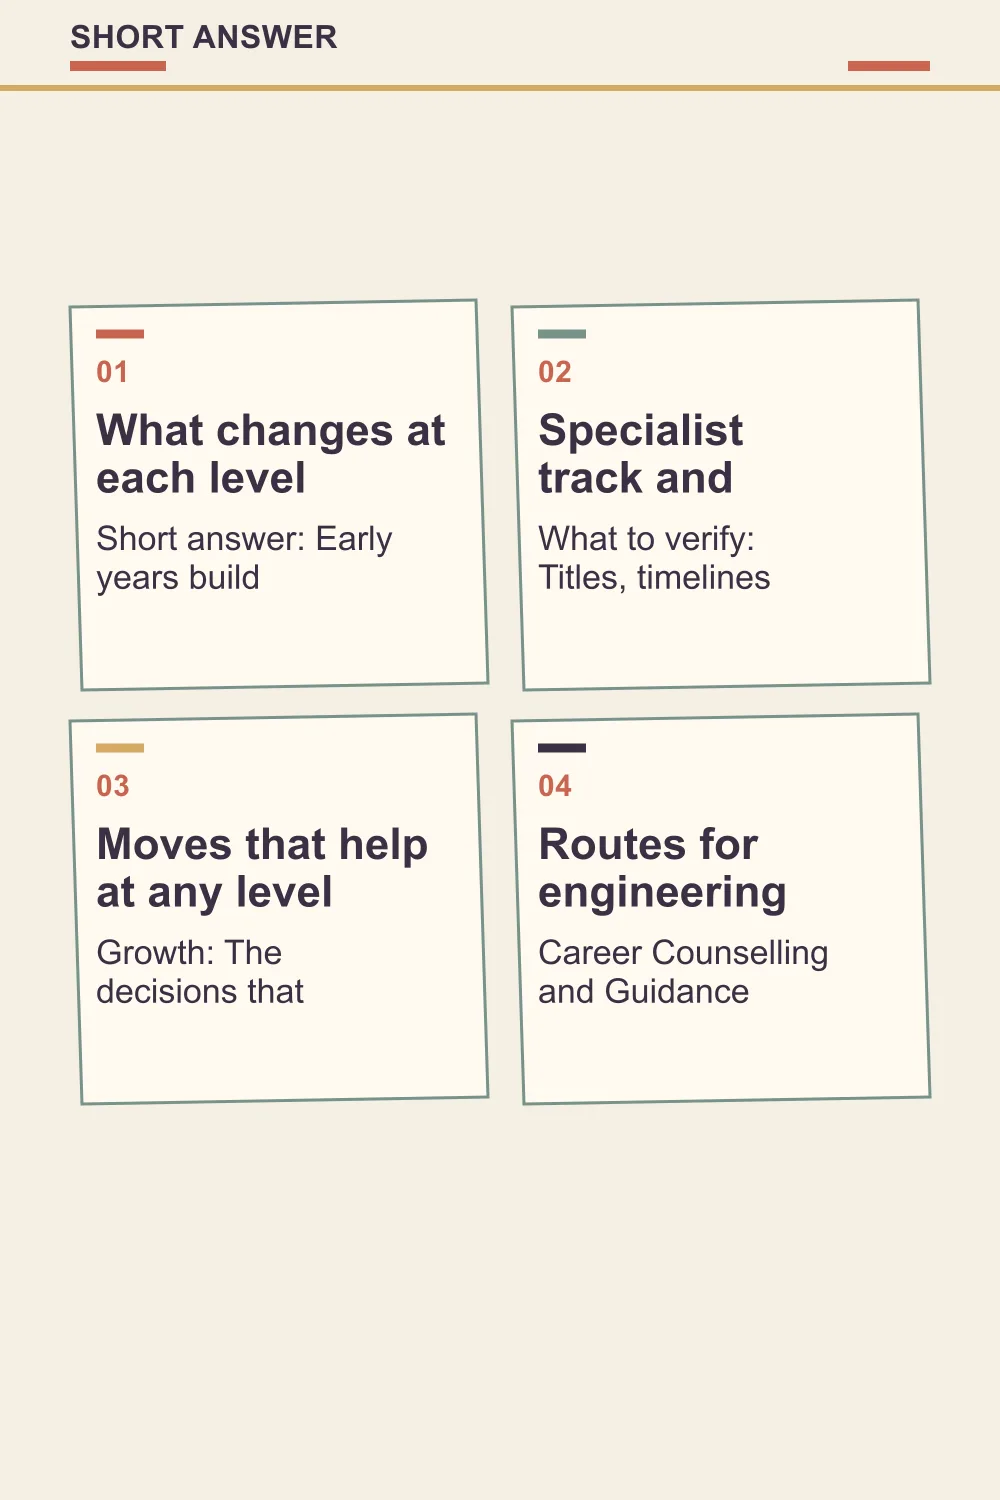 SHORT ANSWER
01
What changes at
each level
Short answer: Early
years build
02
Specialist
track and
What to verify:
Titles, timelines
03
Moves that help
at any level
Growth: The
decisions that
04
Routes for
engineering
Career Counselling
and Guidance